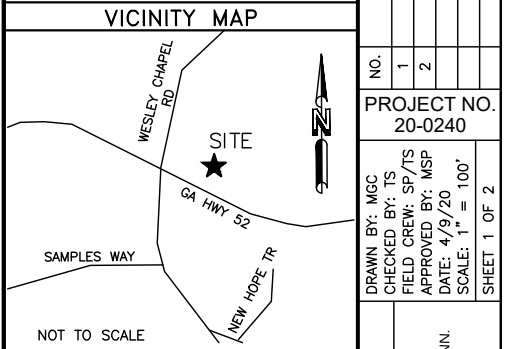 VICINITY MAP
WESLEY CHAPEL
RD
SITE
N
GA HWY 52
SAMPLES WAY
NEW HOPE TR
NOT TO SCALE
NO.
1
2
PROJECT NO.
20-0240
DRAWN BY: MGC
CHECKED BY: TS
FIELD CREW: SP/TS
APPROVED BY: MSP
DATE: 4/9/20
SCALE: 1" = 100'
SHEET 1 OF 2
NN.